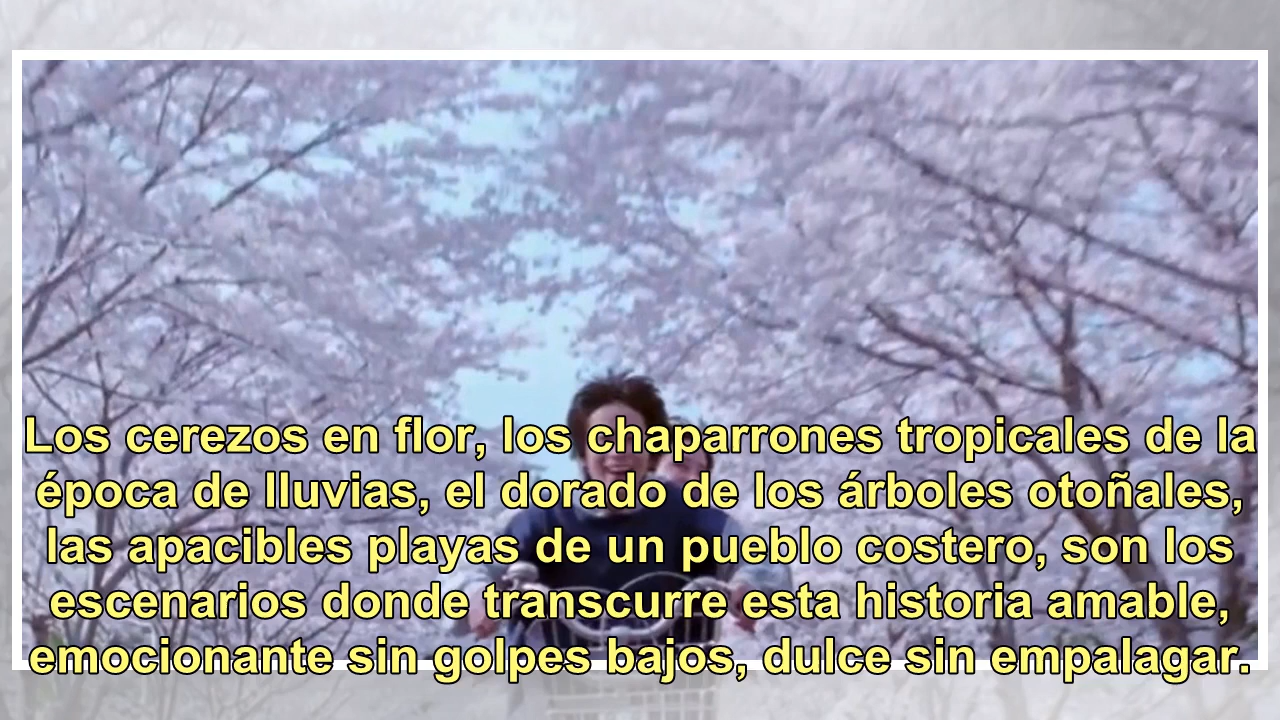 Los cerezos en flor, los chaparrones tropicales de la
época de lluvias, el dorado de los árboles otoñales,
las apacibles playas de un pueblo costero, son los
escenarios donde transcurre esta historia amable,
emocionante sin golpes bajos, dulce sin empalagar.